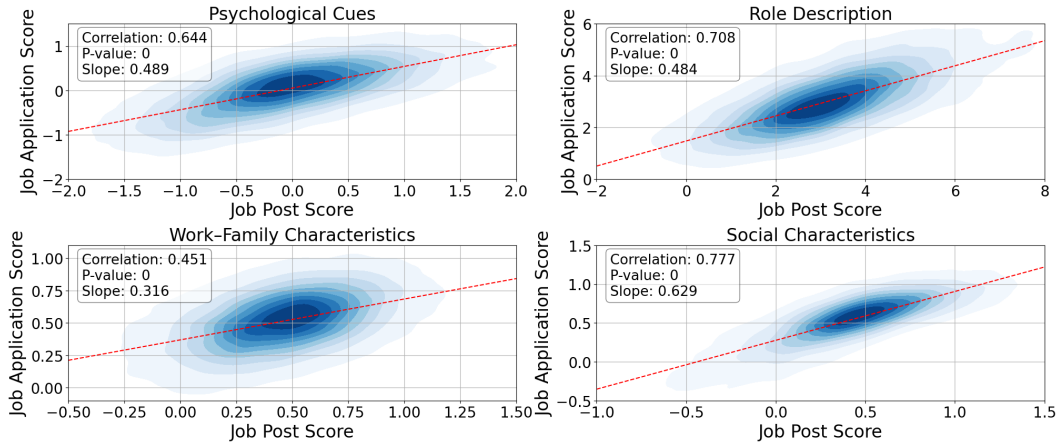 Psychological Cues
Correlation: 0.644
P-value: 0
Slope: 0.489
Job Application Score
1
0
−1
−2
−2.0 −1.5 −1.0 −0.5 0.0 0.5 1.0 1.5 2.0
Job Post Score
Role Description
Correlation: 0.708
P-value: 0
Slope: 0.484
Job Application Score
6
4
2
0
−2 0 2 4 6 8
Job Post Score
Work–Family Characteristics
Correlation: 0.451
P-value: 0
Slope: 0.316
Job Application Score
1.00
0.75
0.50
0.25
0.00
−0.50 −0.25 0.00 0.25 0.50 0.75 1.00 1.25 1.50
Job Post Score
Social Characteristics
Correlation: 0.777
P-value: 0
Slope: 0.629
Job Application Score
1.5
1.0
0.5
0.0
−0.5
−1.0 −0.5 0.0 0.5 1.0 1.5
Job Post Score